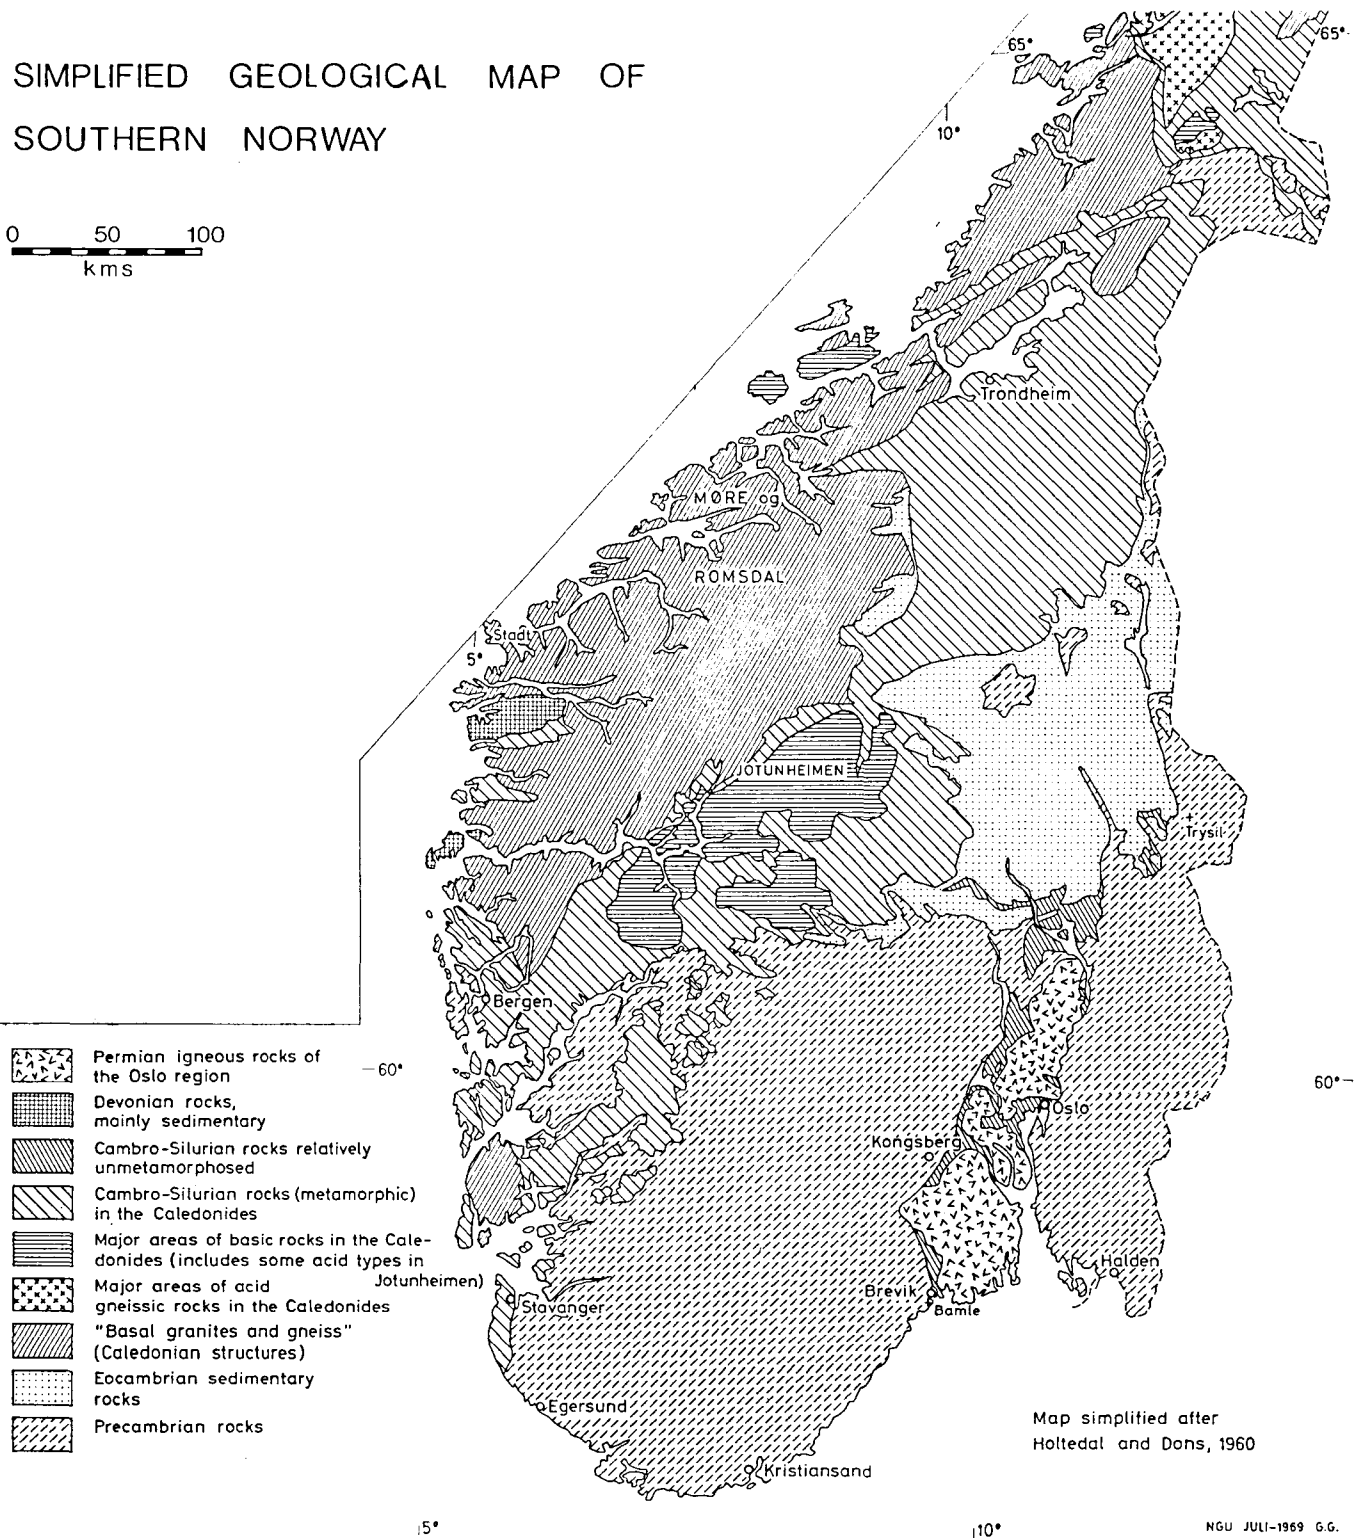 SIMPLIFIED GEOLOGICAL MAP OF
SOUTHERN NORWAY
0 50 100
kms
65°
65°
10°
Trondheim
MØRE og
ROMSDAL
Stadt
5°
JOTUNHEIMEN
Trysil
Bergen
60°
60°
Oslo
Kongsberg
Halden
Brevik
Bamle
Stavanger
Egersund
Kristiansand
Permian igneous rocks of
the Oslo region
Devonian rocks,
mainly sedimentary
Cambro-Silurian rocks relatively
unmetamorphosed
Cambro-Silurian rocks (metamorphic)
in the Caledonides
Major areas of basic rocks in the Cale-
donides (includes some acid types in
Jotunheimen)
Major areas of acid
gneissic rocks in the Caledonides
"Basal granites and gneiss"
(Caledonian structures)
Eocambrian sedimentary
rocks
Precambrian rocks
Map simplified after
Holtedal and Dons, 1960
5°
10°
NGU JULI-1969 G.G.